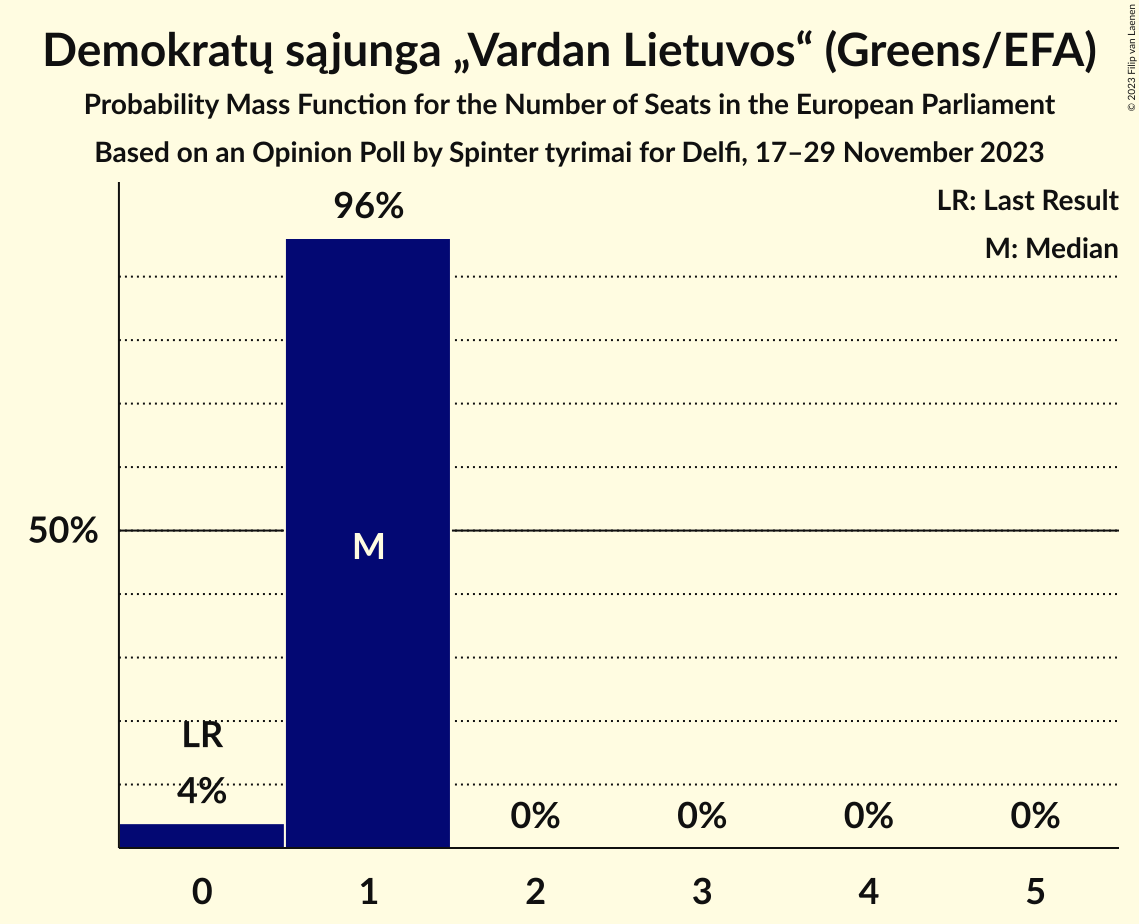 Demokratų sąjunga „Vardan Lietuvos“ (Greens/EFA)
Probability Mass Function for the Number of Seats in the European Parliament
Based on an Opinion Poll by Spinter tyrimai for Delfi, 17–29 November 2023
© 2023 Filip van Laenen
LR: Last Result
M: Median
96%
50%
M
LR
4%
0%
0%
0%
0%
0
1
2
3
4
5